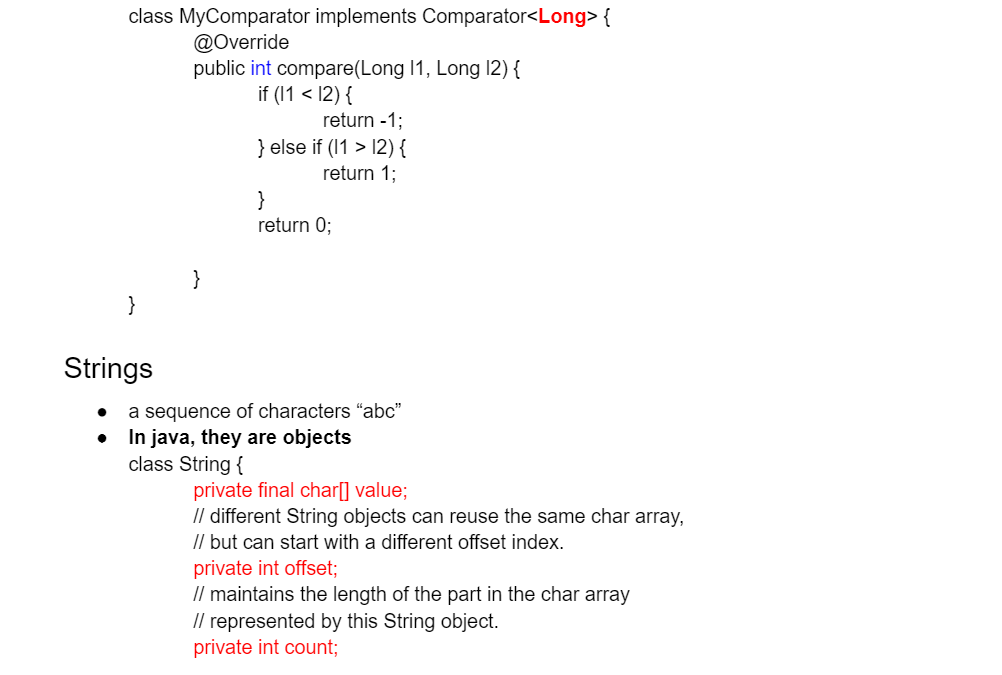 class MyComparator implements Comparator<Long> {
@Override
public int compare(Long l1, Long l2) {
if (l1 < l2) {
return -1;
} else if (l1 > l2) {
return 1;
}
return 0;
}
}
Strings
● a sequence of characters “abc”
● In java, they are objects
class String {
private final char[] value;
// different String objects can reuse the same char array,
// but can start with a different offset index.
private int offset;
// maintains the length of the part in the char array
// represented by this String object.
private int count;